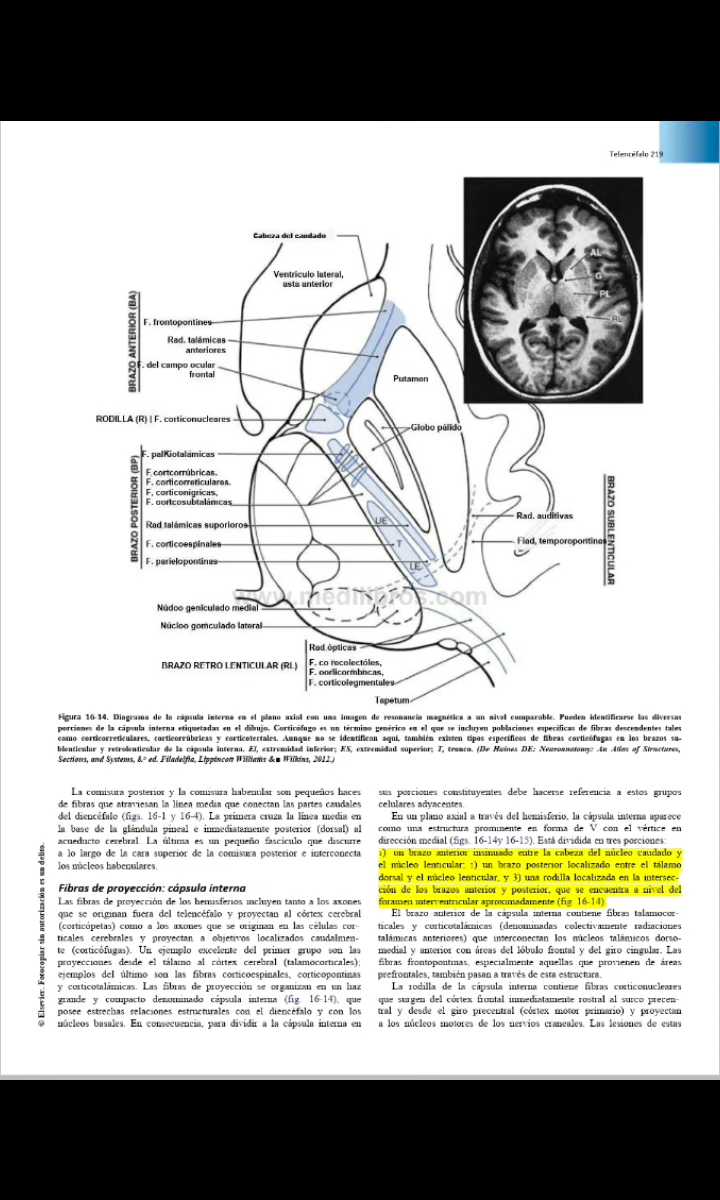 Telencéfalo 219
Cabeza del caudado
Ventriculo lateral,
asta anterior
BRAZO ANTERIOR (BA)
F. frontopontines
Rad. talámicas
anteriores
F. del campo ocular
frontal
Putamen
RODILLA (R) | F. corticonucleares
Globo pálido
AL
G
PL
RL
BRAZO POSTERIOR (BP)
F. palKiotalámicas
F. cortcorrúbricas.
F. corticorreticulares.
F, corticonígricas,
F. oortcosubtalámcas
Rad talámicas suporioros
F. corticoespinales
F. parielopontinas
UE
T
LE
Rad. auditivas
Flad, temporopontinas
BRAZO SUBLENTICULAR
www.medilibros.com
Núdoo geniculado medial
Núcleo gomculado lateral
Rad.ópticas
BRAZO RETRO LENTICULAR (RL)
F. co recolectóles,
F. oorlicormbncas,
F. corticolegmentales
Tapetum
Figura 16-14. Diagrama de la cápsula interna en el plano axial con una imagen de resonancia magnética a un nivel comparable. Pueden identificarse las diversas
porciones de la cápsula interna etiquetadas en el dibujo. Corticófugo es un término genérico en el que se incluyen poblaciones específicas de fibras descendentes tales
como corticorreticulares, corticorrúbricas y corticotectales. Aunque no se identifican aquí, también existen tipos específicos de fibras corticófugas en los brazos su-
blenticular y retrolenticular de la cápsula interna. EI, extremidad inferior; ES, extremidad superior; T, tronco. (De Haines DE: Neuronnatomy: An Atlas of Structures,
Sections, and Systems, 8.ª ed. Filadelfia, Lippincott Williams & Wilkins, 2012.)
La comisura posterior y la comisura habenular son pequeños haces
de fibras que atraviesan la línea media que conectan las partes caudales
del diencéfalo (figs. 16-1 y 16-4). La primera cruza la línea media en
la base de la glándula pineal e inmediatamente posterior (dorsal) al
acueducto cerebral. La última es un pequeño fascículo que discurre
a lo largo de la cara superior de la comisura posterior e interconecta
los núcleos habenulares.
Fibras de proyección: cápsula interna
Las fibras de proyección de los hemisferios incluyen tanto a los axones
que se originan fuera del telencéfalo y proyectan al córtex cerebral
(corticópetas) como a los axones que se originan en las células cor-
ticales cerebrales y proyectan a objetivos localizados caudalmen-
te (corticófugas). Un ejemplo excelente del primer grupo son las
proyecciones desde el tálamo al córtex cerebral (talamocorticales);
ejemplos del último son las fibras corticoespinales, corticopontinas
y corticotalámicas. Las fibras de proyección se organizan en un haz
grande y compacto denominado cápsula interna (fig. 16-14), que
posee estrechas relaciones estructurales con el diencéfalo y con los
núcleos basales. En consecuencia, para dividir a la cápsula interna en
sus porciones constituyentes debe hacerse referencia a estos grupos
celulares adyacentes.
En un plano axial a través del hemisferio, la cápsula interna aparece
como una estructura prominente en forma de V con el vértice en
dirección medial (figs. 16-14y 16-15). Está dividida en tres porciones:
1) un brazo anterior insinuado entre la cabeza del núcleo caudado y
el núcleo lenticular; 2) un brazo posterior localizado entre el tálamo
dorsal y el núcleo lenticular, y 3) una rodilla localizada en la intersec-
ción de los brazos anterior y posterior, que se encuentra a nivel del
foramen interventricular aproximadamente (fig. 16-14).
El brazo anterior de la cápsula interna contiene fibras talamocor-
ticales y corticotalámicas (denominadas colectivamente radiaciones
talámicas anteriores) que interconectan los núcleos talámicos dorso-
medial y anterior con áreas del lóbulo frontal y del giro cingular. Las
fibras frontopontinas, especialmente aquellas que provienen de áreas
prefrontales, también pasan a través de esta estructura.
La rodilla de la cápsula interna contiene fibras corticonucleares
que surgen del córtex frontal inmediatamente rostral al surco precen-
tral y desde el giro precentral (córtex motor primario) y proyectan
a los núcleos motores de los nervios craneales. Las lesiones de estas
© Elsevier. Fotocopiar sin autorización es un delito.